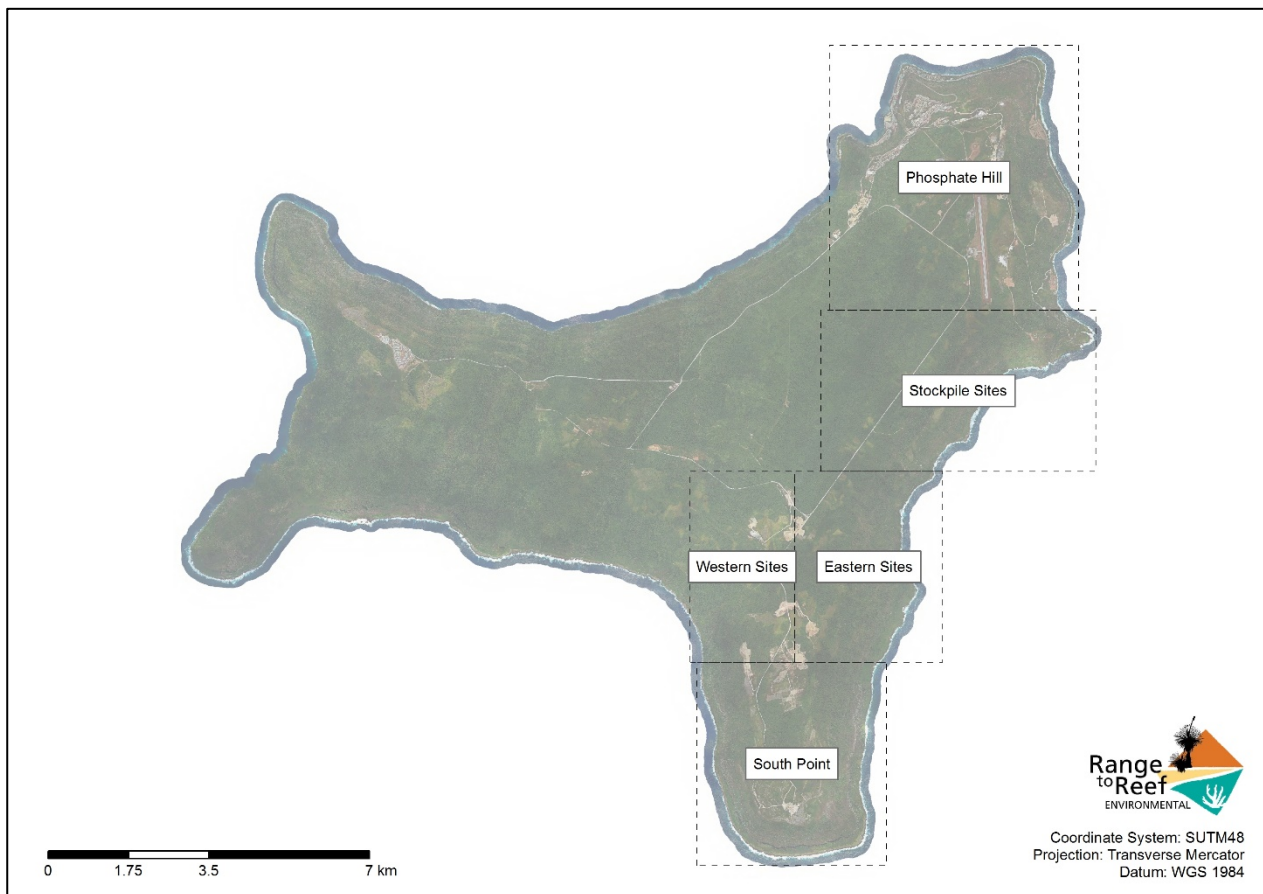 Phosphate Hill
Stockpile Sites
Western Sites
Eastern Sites
South Point
Range
to Reef
ENVIRONMENTAL
Coordinate System: SUTM48
Projection: Transverse Mercator
Datum: WGS 1984
0 1.75 3.5 7 km